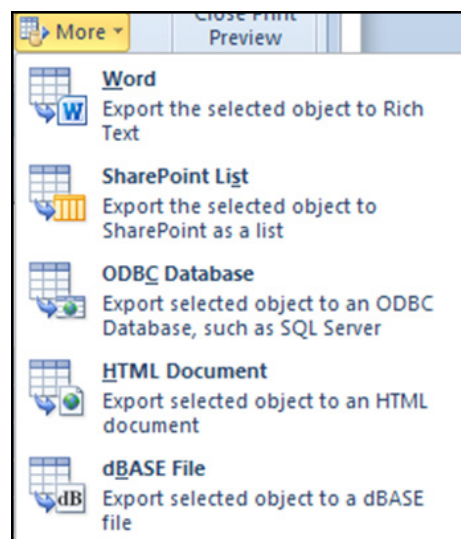 More
Close Print
Preview
Word
Export the selected object to Rich
Text
SharePoint List
Export the selected object to
SharePoint as a list
ODBC Database
Export selected object to an ODBC
Database, such as SQL Server
HTML Document
Export selected object to an HTML
document
dBASE File
dB
Export selected object to a dBASE
file